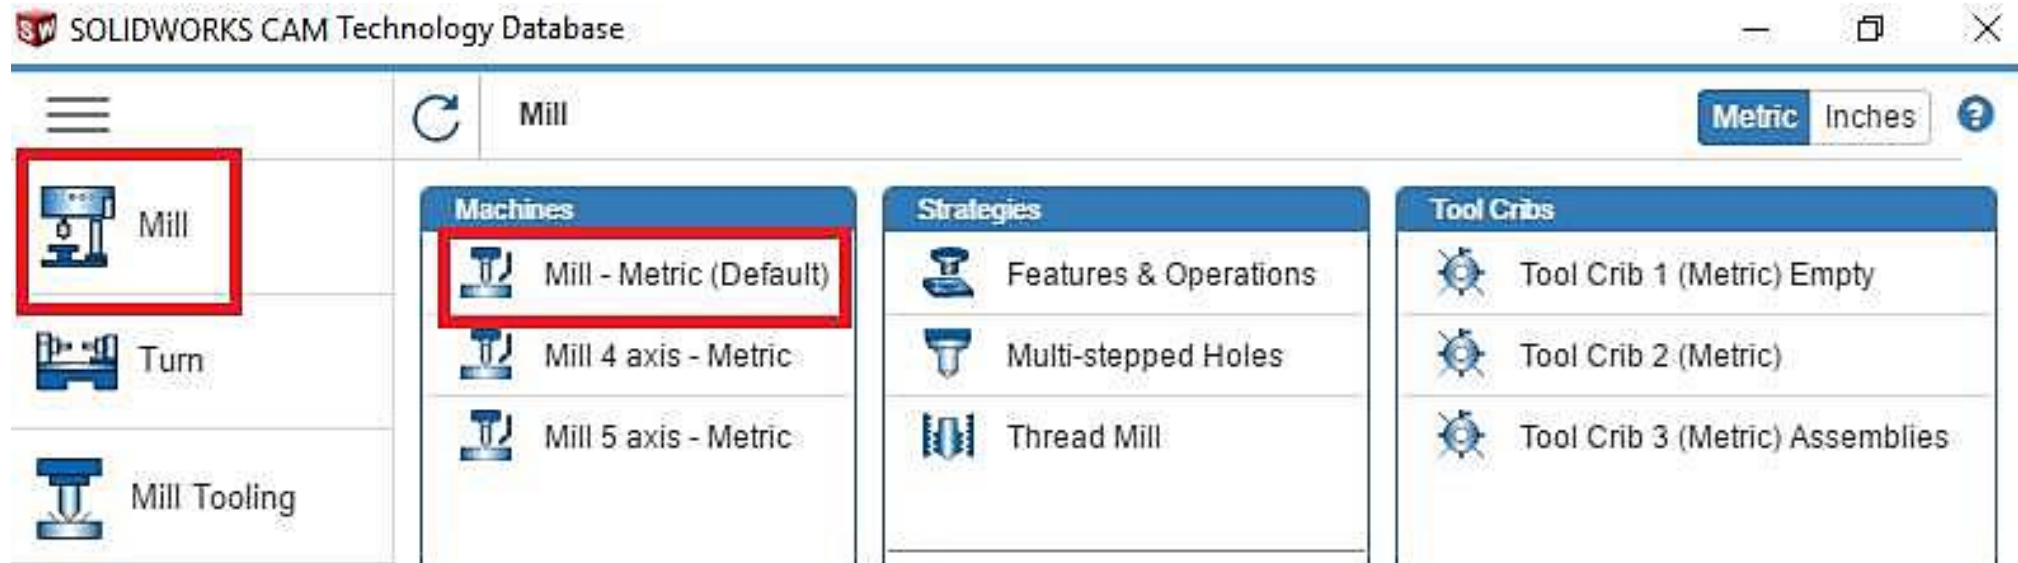 SOLIDWORKS CAM Technology Database
Mill
Metric Inches
Mill
Turn
Mill Tooling
Machines
Mill - Metric (Default)
Mill 4 axis - Metric
Mill 5 axis - Metric
Strategies
Features & Operations
Multi-stepped Holes
Thread Mill
Tool Cribs
Tool Crib 1 (Metric) Empty
Tool Crib 2 (Metric)
Tool Crib 3 (Metric) Assemblies